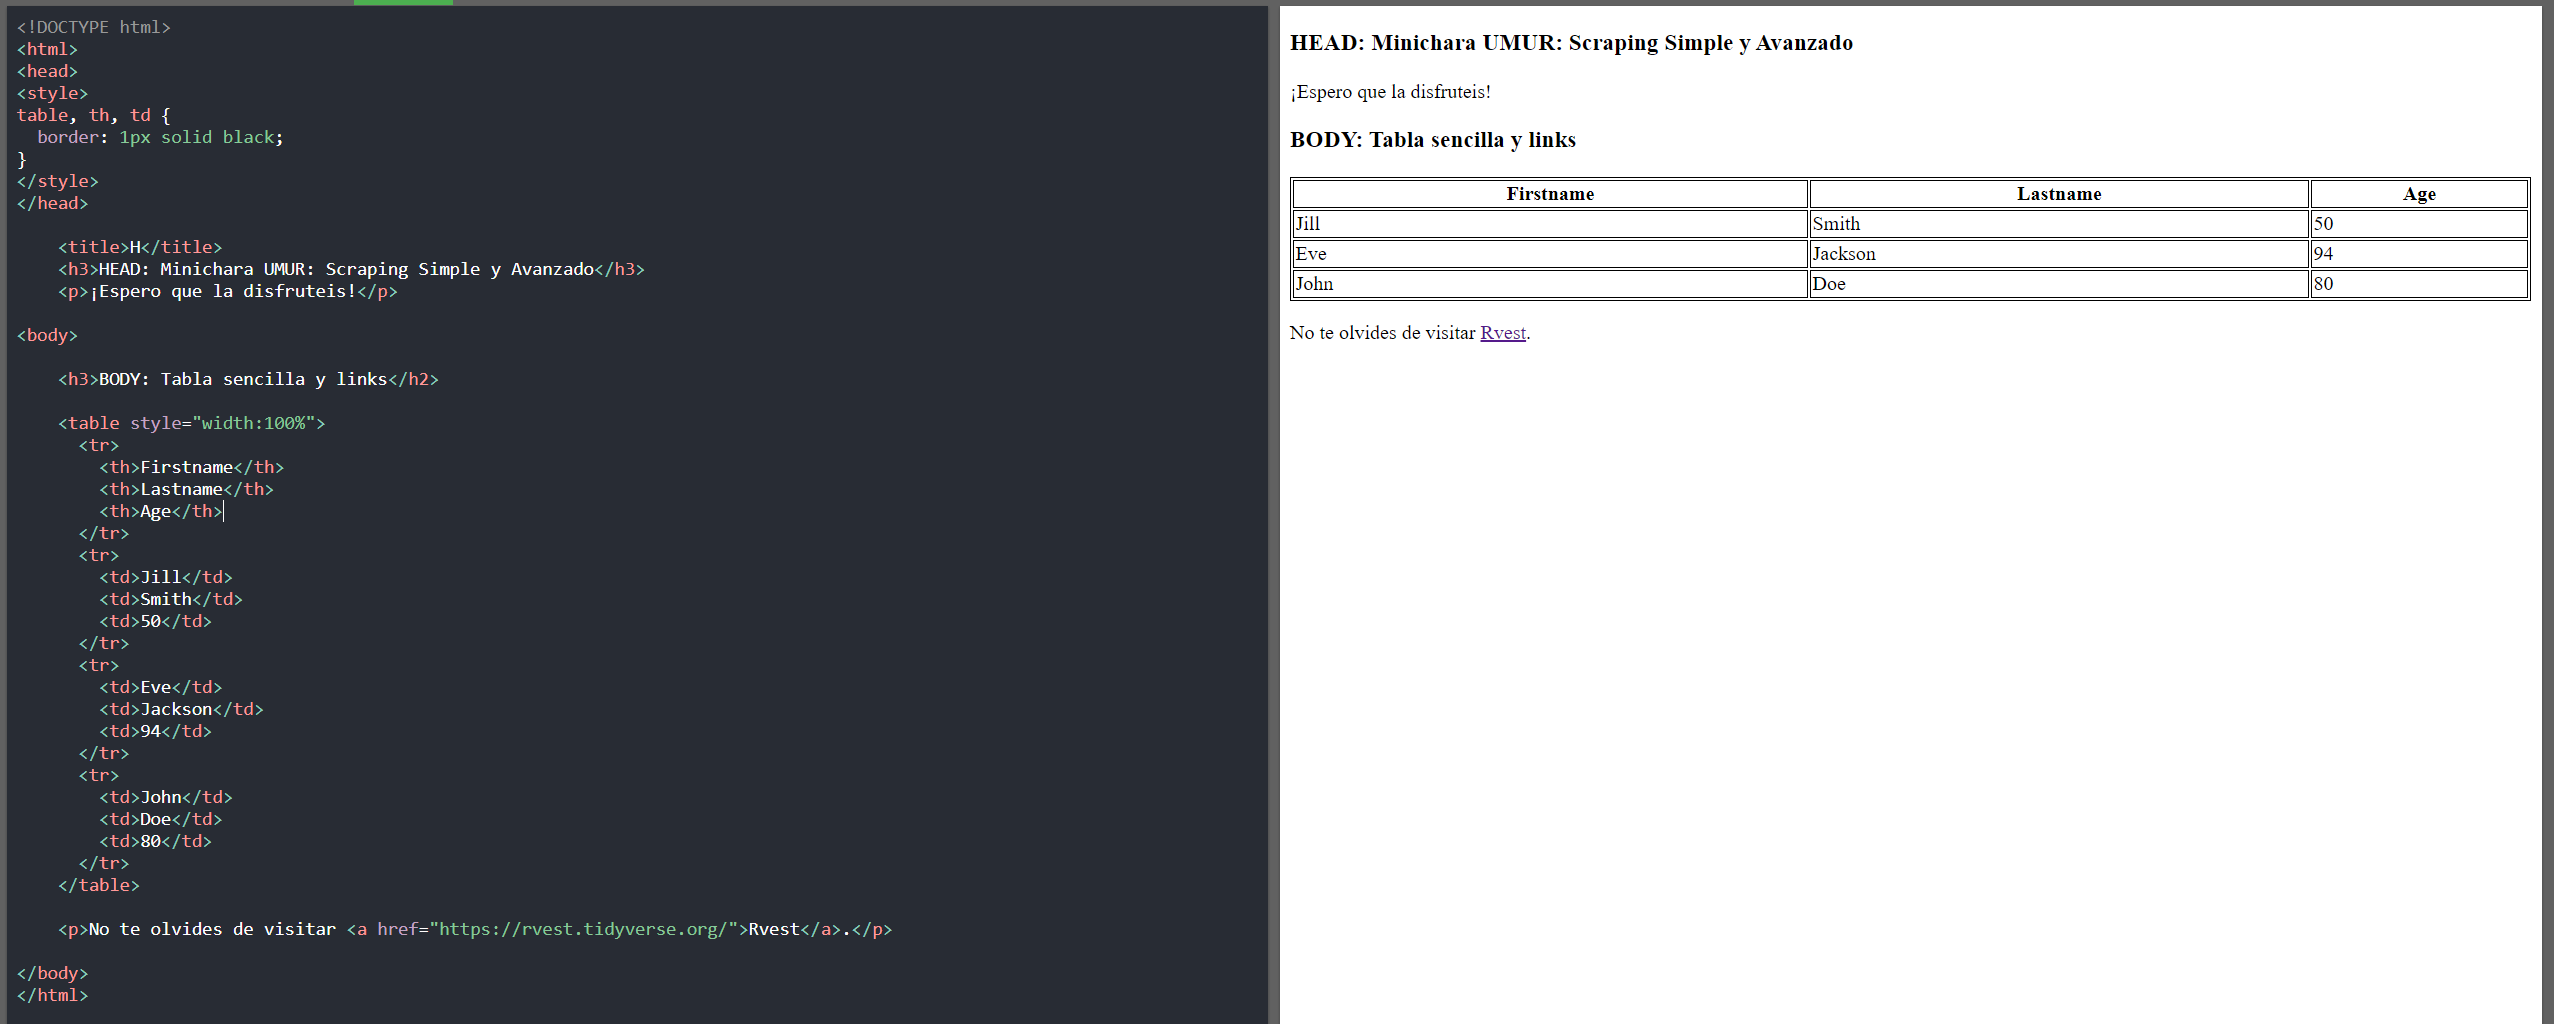 <!DOCTYPE html>
<html>
<head>
<style>
table, th, td {
  border: 1px solid black;
}
</style>
</head>

    <title>H</title>
    <h3>HEAD: Minichara UMUR: Scraping Simple y Avanzado</h3>
    <p>¡Espero que la disfruteis!</p>

<body>

    <h3>BODY: Tabla sencilla y links</h2>

    <table style="width:100%">
      <tr>
        <th>Firstname</th>
        <th>Lastname</th>
        <th>Age</th>
      </tr>
      <tr>
        <td>Jill</td>
        <td>Smith</td>
        <td>50</td>
      </tr>
      <tr>
        <td>Eve</td>
        <td>Jackson</td>
        <td>94</td>
      </tr>
      <tr>
        <td>John</td>
        <td>Doe</td>
        <td>80</td>
      </tr>
    </table>

    <p>No te olvides de visitar <a href="https://rvest.tidyverse.org/">Rvest</a>.</p>

</body>
</html>
HEAD: Minichara UMUR: Scraping Simple y Avanzado
¡Espero que la disfruteis!
BODY: Tabla sencilla y links
Firstname Lastname Age
Jill Smith 50
Eve Jackson 94
John Doe 80
No te olvides de visitar Rvest.